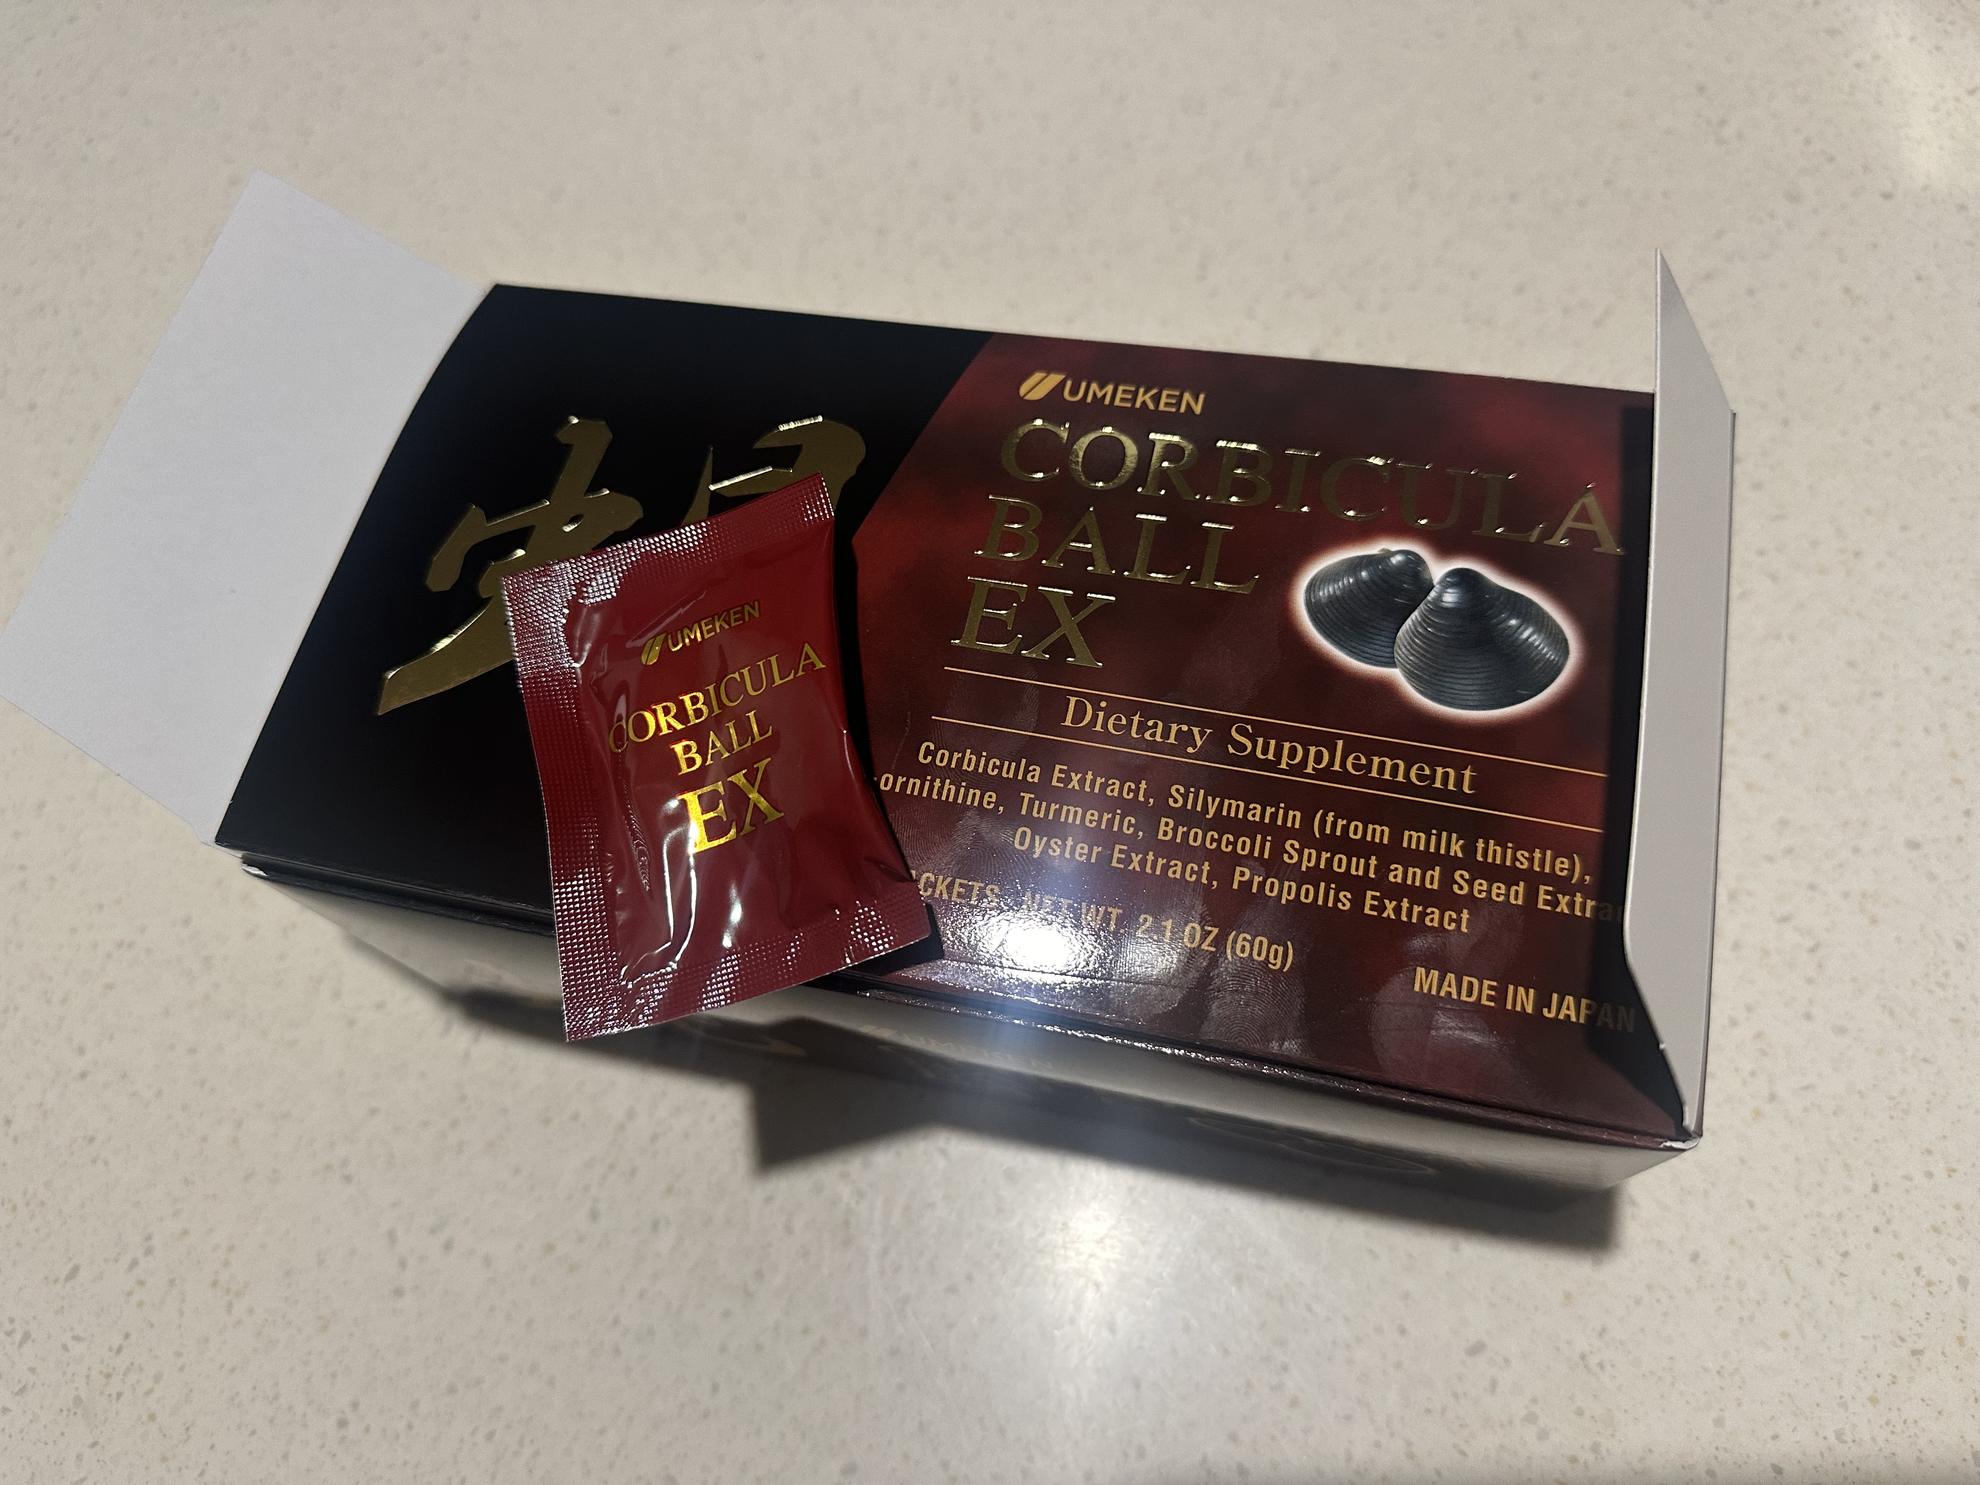 UMEKEN
CORBICULA
BALL
EX
Dietary Supplement
Corbicula Extract, Silymarin (from milk thistle),
ornithine, Turmeric, Broccoli Sprout and Seed Extra
Oyster Extract, Propolis Extract
CKETS NET WT. 2.1 OZ (60g)
MADE IN JAPAN
UMEKEN
CORBICULA
BALL
EX